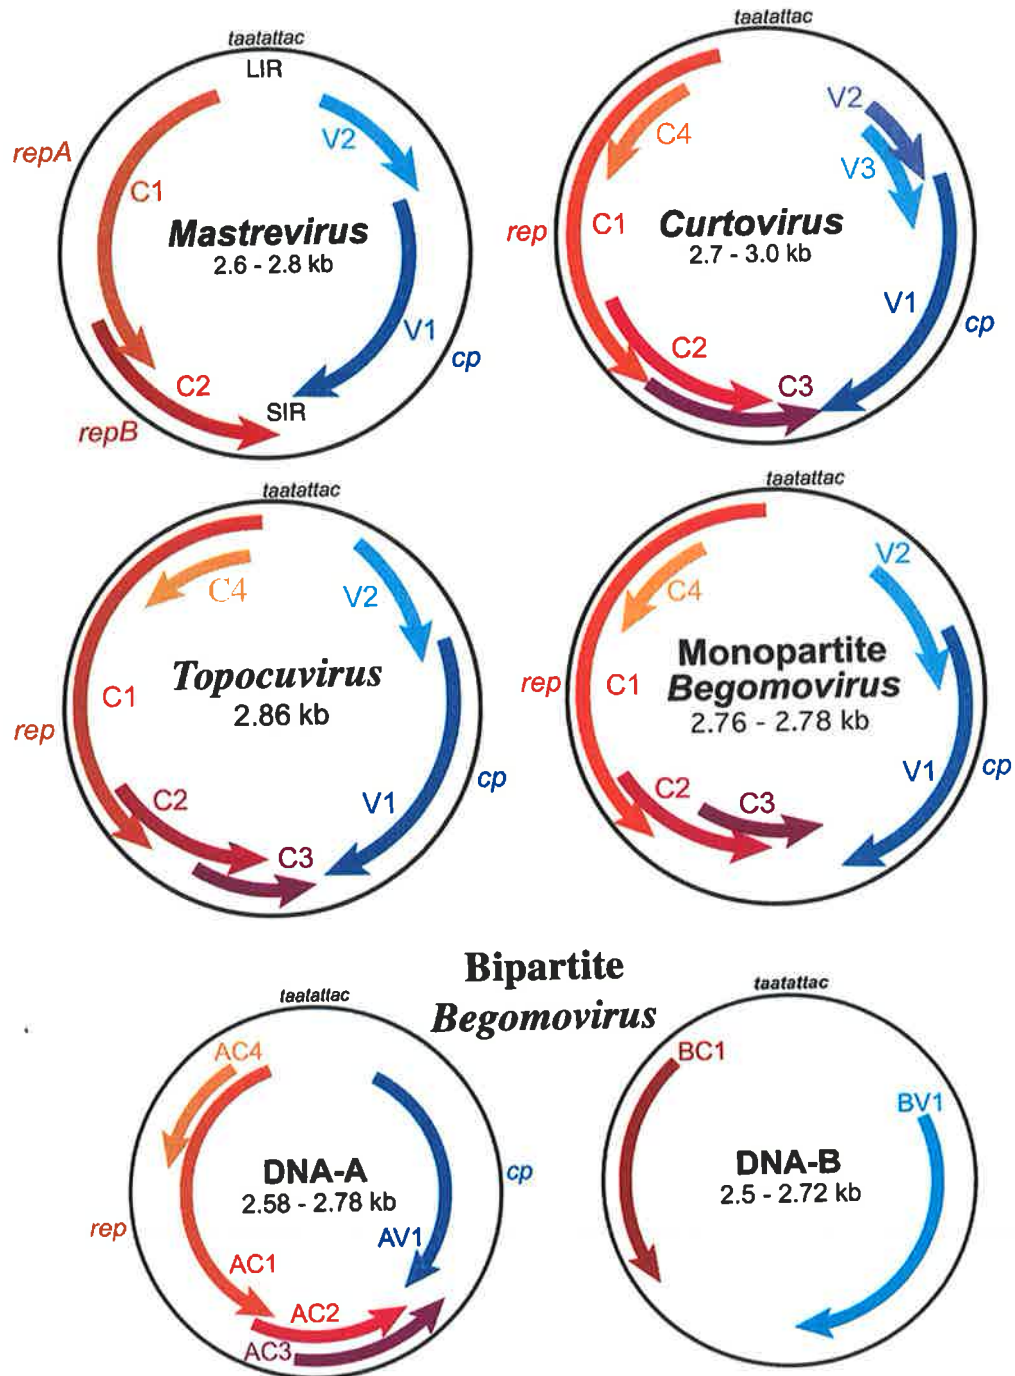 taatattac
LIR
V2
repA
C1
Mastrevirus
2.6 - 2.8 kb
V1
cp
C2
SIR
repB
taatattac
V2
C4
V3
rep
C1
Curtovirus
2.7 - 3.0 kb
V1
cp
C2
C3
taatattac
C4
V2
Topocuvirus
2.86 kb
C1
rep
cp
C2
V1
C3
taatattac
V2
C4
Monopartite
Begomovirus
2.76 - 2.78 kb
rep
C1
V1
cp
C2
C3
Bipartite
Begomovirus
taatattac
AC4
DNA-A
2.58 - 2.78 kb
cp
rep
AV1
AC1
AC2
AC3
taatattac
BC1
BV1
DNA-B
2.5 - 2.72 kb